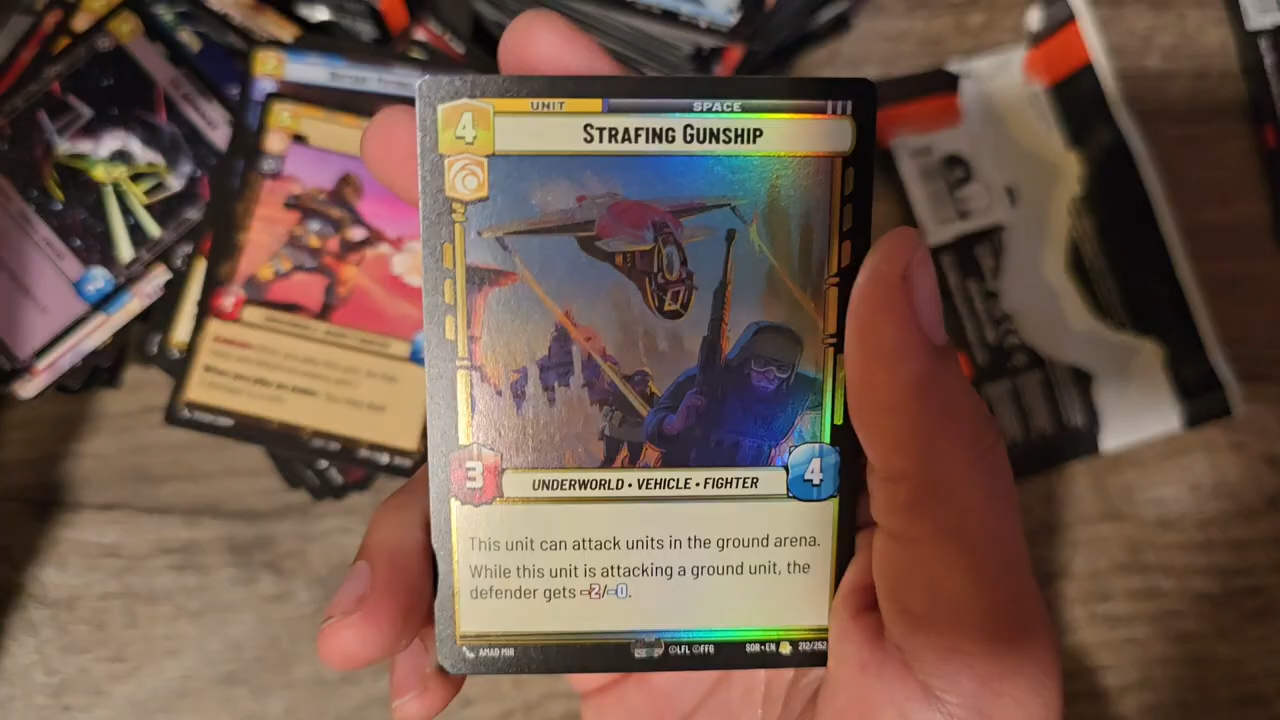 UNIT
SPACE
4
STRAFING GUNSHIP
3
UNDERWORLD • VEHICLE • FIGHTER
4
This unit can attack units in the ground arena.
While this unit is attacking a ground unit, the
defender gets -2/-0.
AMAD MIR
©LFL ©FFG
SOR • EN
212/252